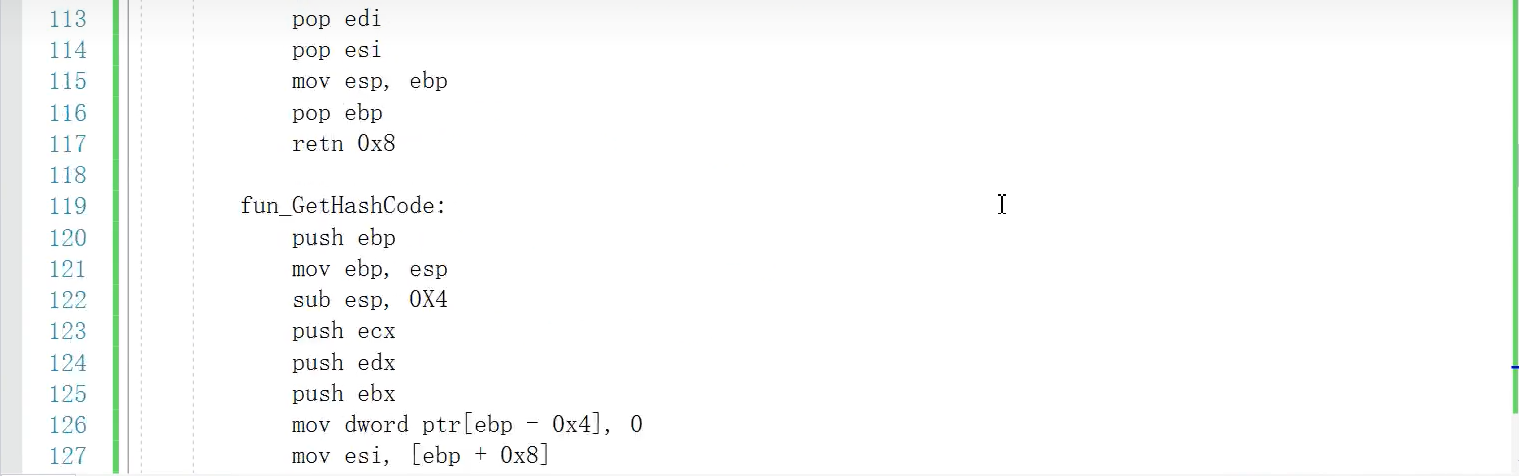 113 pop edi
114 pop esi
115 mov esp, ebp
116 pop ebp
117 retn 0x8
118
119 fun_GetHashCode:
120 push ebp
121 mov ebp, esp
122 sub esp, 0X4
123 push ecx
124 push edx
125 push ebx
126 mov dword ptr[ebp - 0x4], 0
127 mov esi, [ebp + 0x8]